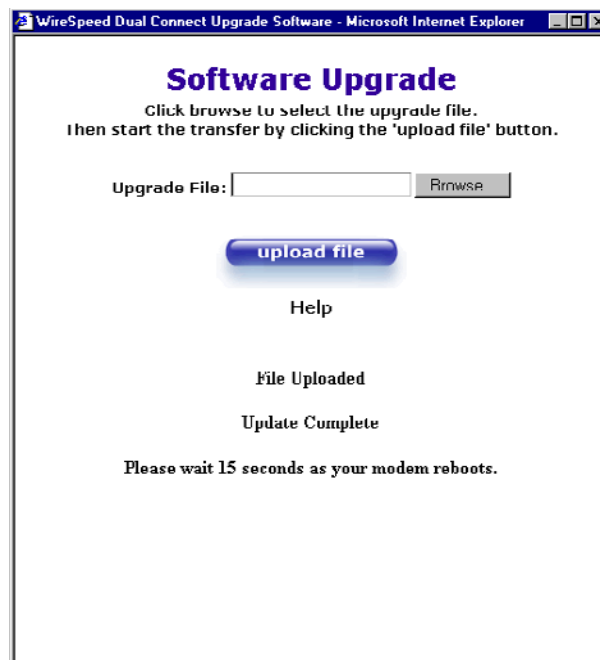 WireSpeed Dual Connect Upgrade Software - Microsoft Internet Explorer
Software Upgrade
Click browse to select the upgrade file.
Then start the transfer by clicking the 'upload file' button.
Upgrade File: Browse...
upload file
Help
File Uploaded
Update Complete
Please wait 15 seconds as your modem reboots.